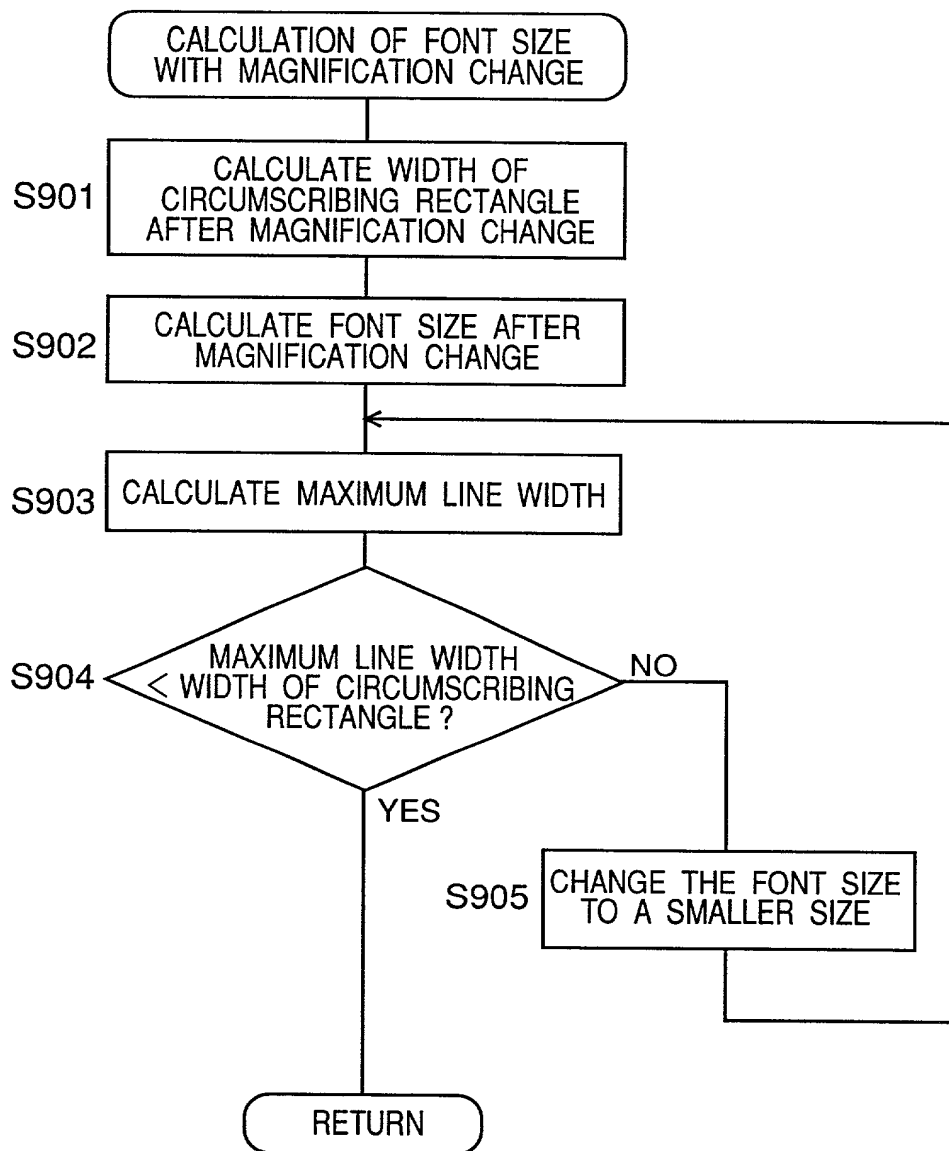 CALCULATION OF FONT SIZE
WITH MAGNIFICATION CHANGE
S901
CALCULATE WIDTH OF
CIRCUMSCRIBING RECTANGLE
AFTER MAGNIFICATION CHANGE
S902
CALCULATE FONT SIZE AFTER
MAGNIFICATION CHANGE
S903
CALCULATE MAXIMUM LINE WIDTH
S904
MAXIMUM LINE WIDTH
< WIDTH OF CIRCUMSCRIBING
RECTANGLE ?
NO
YES
S905
CHANGE THE FONT SIZE
TO A SMALLER SIZE
RETURN